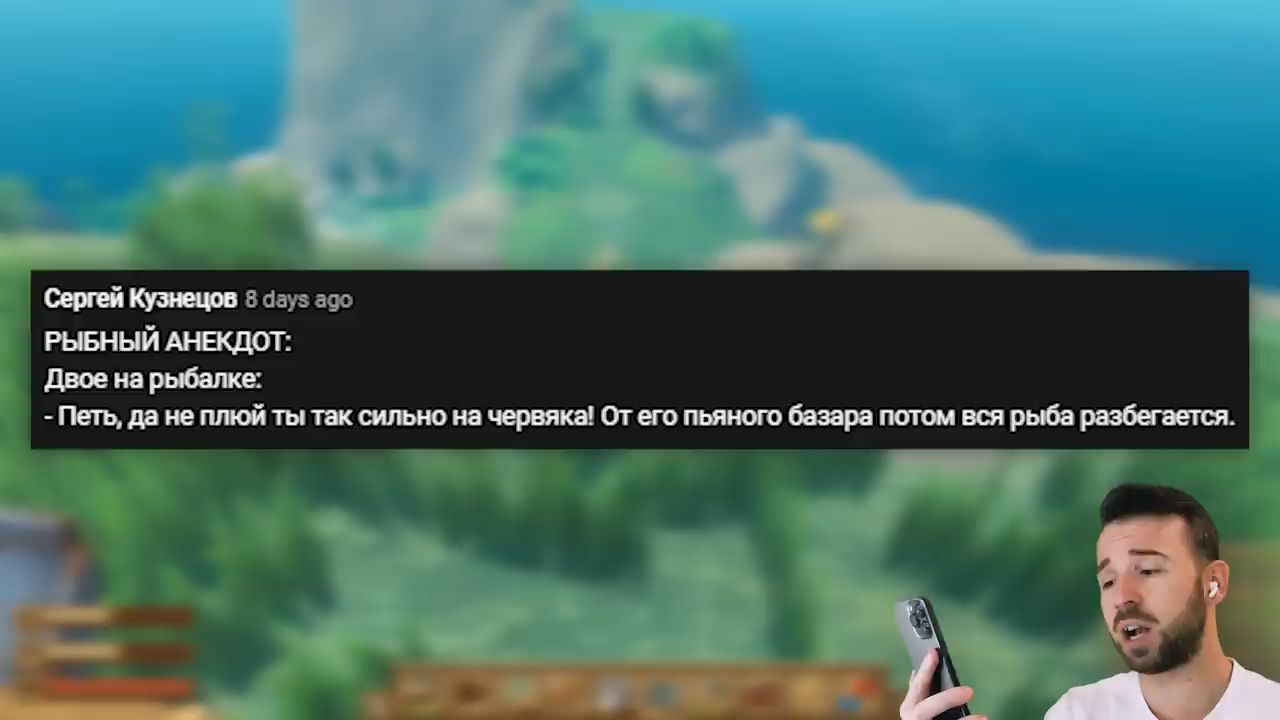 Сергей Кузнецов 8 days ago
РЫБНЫЙ АНЕКДОТ:
Двое на рыбалке:
- Петь, да не плюй ты так сильно на червяка! От его пьяного базара потом вся рыба разбегается.